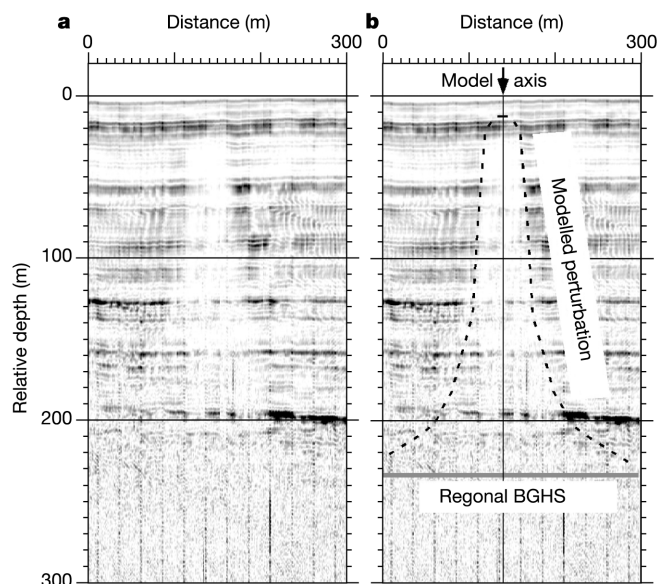 a Distance (m) b Distance (m)
0 300 0 300
Model axis
0
Modelled perturbation
100
Relative depth (m)
200
Regonal BGHS
300